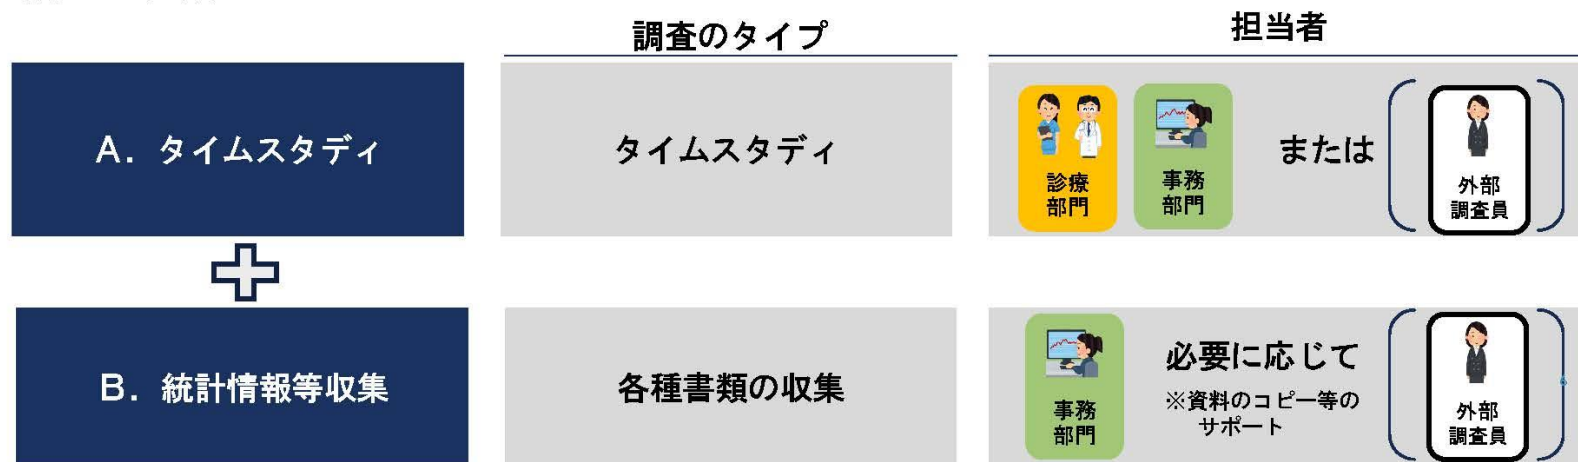 調査のタイプ
担当者
A．タイムスタディ
タイムスタディ
診療
部門
事務
部門
または
外部
調査員
B．統計情報等収集
各種書類の収集
事務
部門
必要に応じて
※資料のコピー等の
サポート
外部
調査員